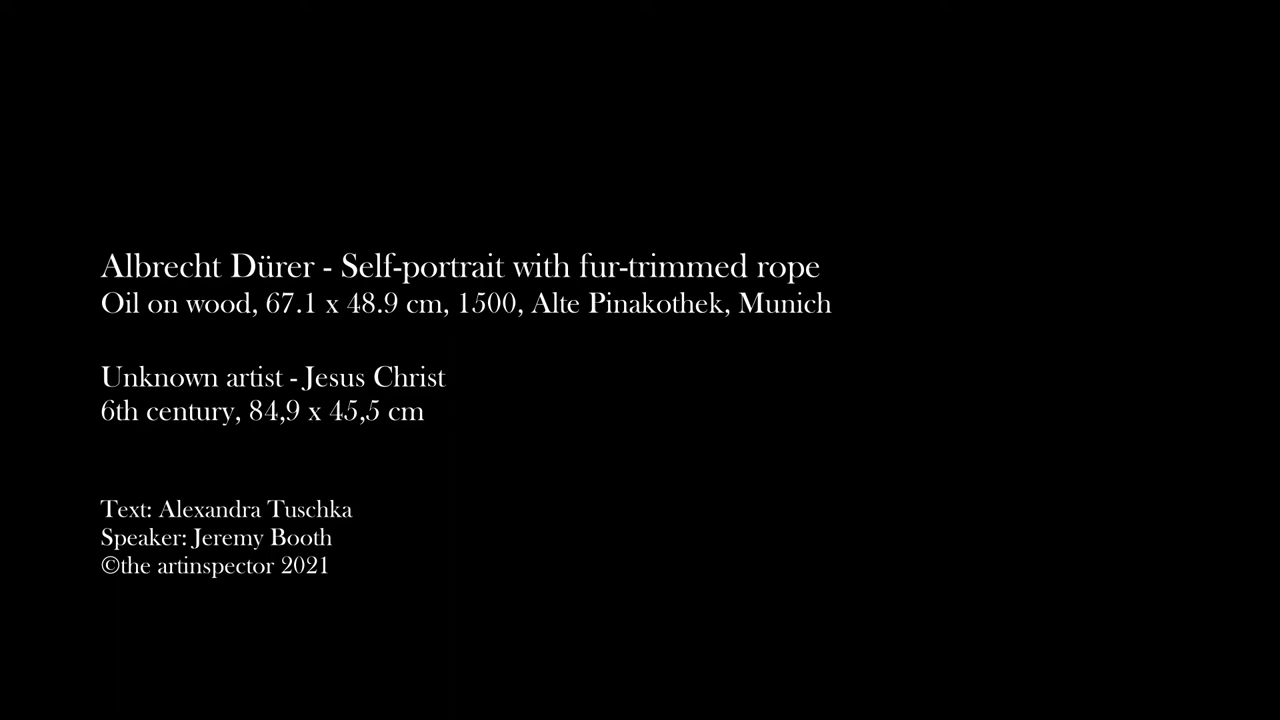 Albrecht Dürer - Self-portrait with fur-trimmed rope
Oil on wood, 67.1 x 48.9 cm, 1500, Alte Pinakothek, Munich
Unknown artist - Jesus Christ
6th century, 84,9 x 45,5 cm
Text: Alexandra Tuschka
Speaker: Jeremy Booth
©the artinspector 2021